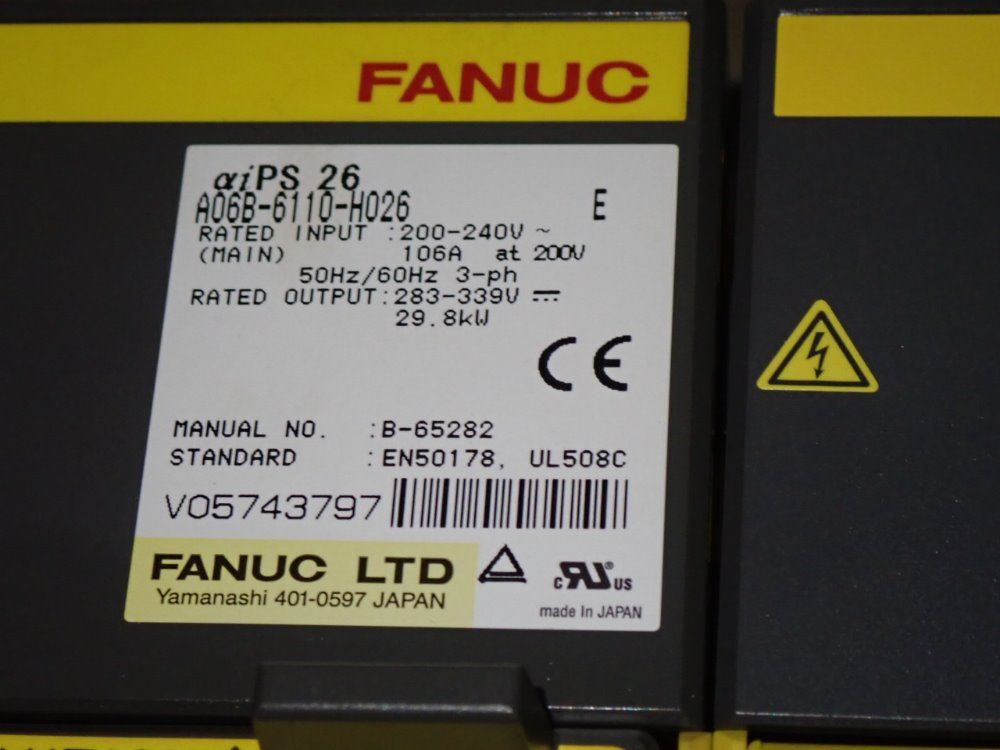 FANUC
αiPS 26
A06B-6110-H026 E
RATED INPUT :200-240V ~
(MAIN) 106A at 200V
50Hz/60Hz 3-ph
RATED OUTPUT:283-339V ⎓
29.8kW
CE
MANUAL NO. :B-65282
STANDARD :EN50178, UL508C
V05743797
FANUC LTD
Yamanashi 401-0597 JAPAN
c RU ® US
made In JAPAN